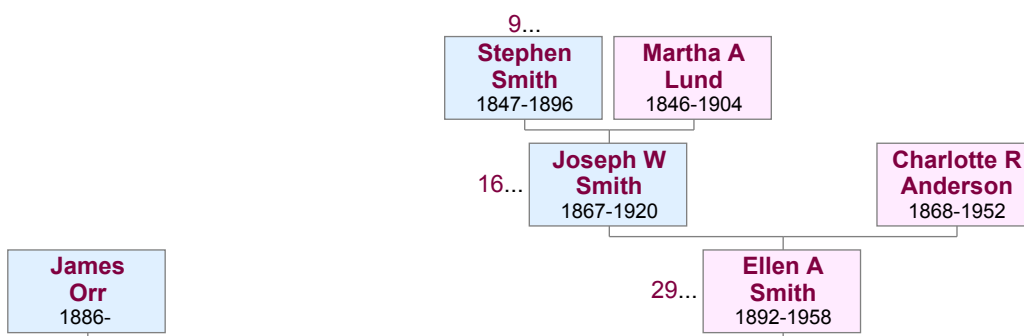 9...
Stephen
Smith
1847-1896
Martha A
Lund
1846-1904
16...
Joseph W
Smith
1867-1920
Charlotte R
Anderson
1868-1952
James
Orr
1886-
29...
Ellen A
Smith
1892-1958